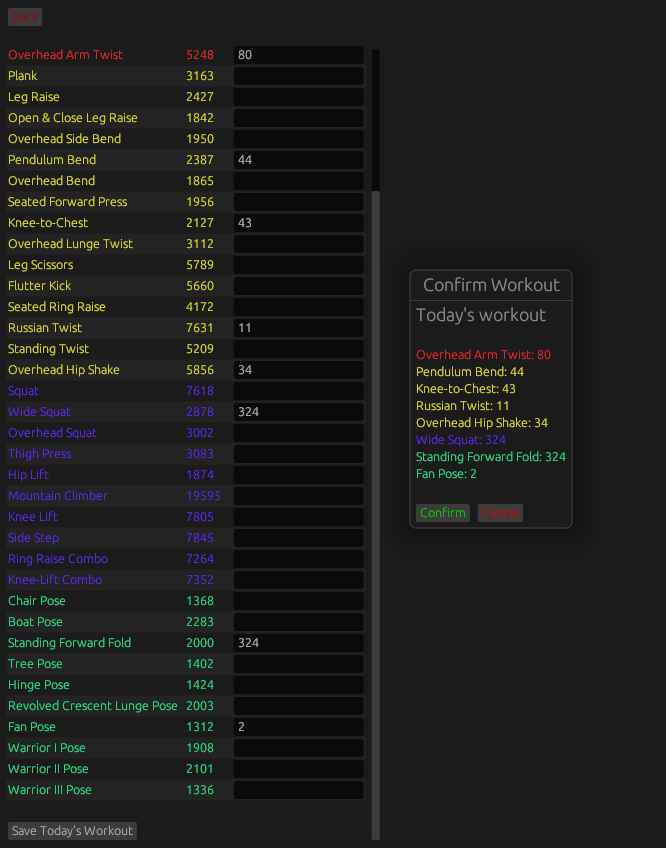 Back
Overhead Arm Twist 5248 80
Plank 3163
Leg Raise 2427
Open & Close Leg Raise 1842
Overhead Side Bend 1950
Pendulum Bend 2387 44
Overhead Bend 1865
Seated Forward Press 1956
Knee-to-Chest 2127 43
Overhead Lunge Twist 3112
Leg Scissors 5789
Flutter Kick 5660
Seated Ring Raise 4172
Russian Twist 7631 11
Standing Twist 5209
Overhead Hip Shake 5856 34
Squat 7618
Wide Squat 2878 324
Overhead Squat 3002
Thigh Press 3083
Hip Lift 1874
Mountain Climber 19595
Knee Lift 7805
Side Step 7845
Ring Raise Combo 7264
Knee-Lift Combo 7352
Chair Pose 1368
Boat Pose 2283
Standing Forward Fold 2000 324
Tree Pose 1402
Hinge Pose 1424
Revolved Crescent Lunge Pose 2003
Fan Pose 1312 2
Warrior I Pose 1908
Warrior II Pose 2101
Warrior III Pose 1336
Save Today's Workout
Confirm Workout
Today's workout
Overhead Arm Twist: 80
Pendulum Bend: 44
Knee-to-Chest: 43
Russian Twist: 11
Overhead Hip Shake: 34
Wide Squat: 324
Standing Forward Fold: 324
Fan Pose: 2
Confirm Cancel